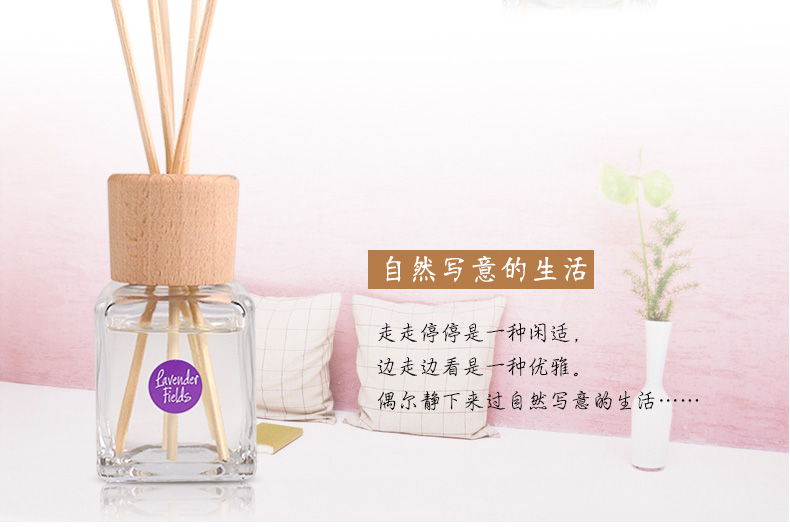 自然写意的生活
走走停停是一种闲适，
边走边看是一种优雅。
偶尔静下来过自然写意的生活……
Lavender
Fields